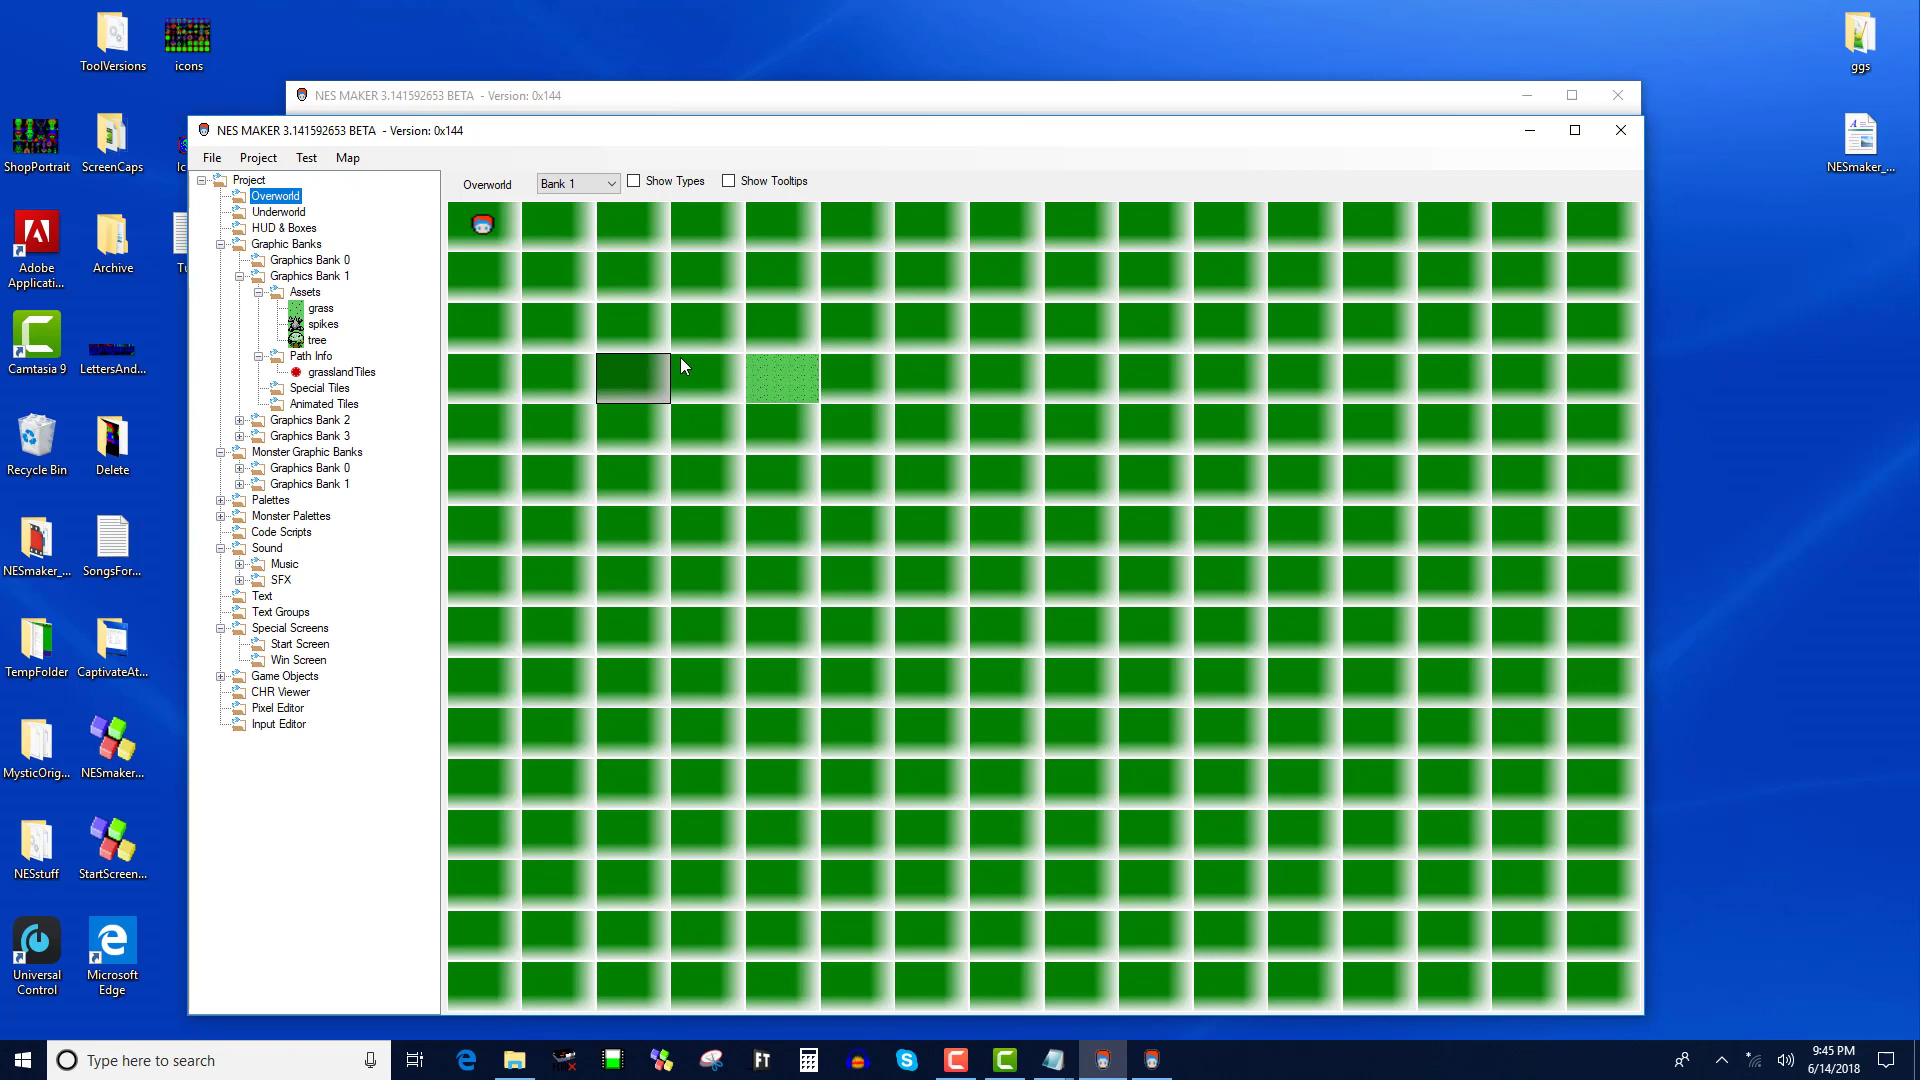 ToolVersions
icons
ggs
NES MAKER 3.141592653 BETA  - Version: 0x144
NES MAKER 3.141592653 BETA  - Version: 0x144
ShopPortrait
ScreenCaps
Ic
NESmaker_...
File
Project
Test
Map
Project
Overworld
Underworld
HUD & Boxes
Graphic Banks
Graphics Bank 0
Graphics Bank 1
Assets
grass
spikes
tree
Path Info
grasslandTiles
Special Tiles
Animated Tiles
Graphics Bank 2
Graphics Bank 3
Monster Graphic Banks
Graphics Bank 0
Graphics Bank 1
Palettes
Monster Palettes
Code Scripts
Sound
Music
SFX
Text
Text Groups
Special Screens
Start Screen
Win Screen
Game Objects
CHR Viewer
Pixel Editor
Input Editor
Overworld
Bank 1
Show Types
Show Tooltips
Adobe
Applicati...
Archive
Tu
Camtasia 9
LettersAnd...
Recycle Bin
Delete
NESmaker_...
SongsFor...
TempFolder
CaptivateAt...
MysticOrig...
NESmaker...
NESstuff
StartScreen...
Universal
Control
Microsoft
Edge
Type here to search
FT
9:45 PM
6/14/2018